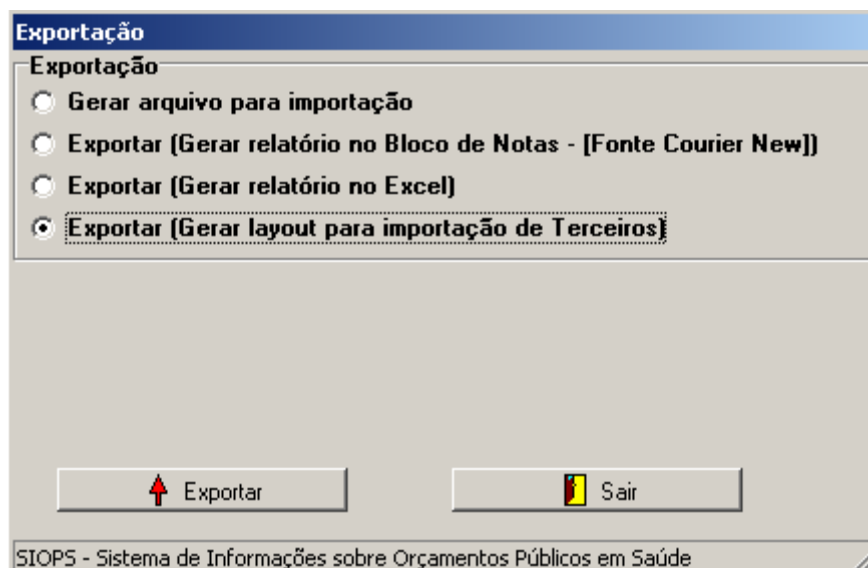 Exportação
Exportação
Gerar arquivo para importação
Exportar (Gerar relatório no Bloco de Notas - [Fonte Courier New])
Exportar (Gerar relatório no Excel)
Exportar (Gerar layout para importação de Terceiros)
Exportar
Sair
SIOPS - Sistema de Informações sobre Orçamentos Públicos em Saúde